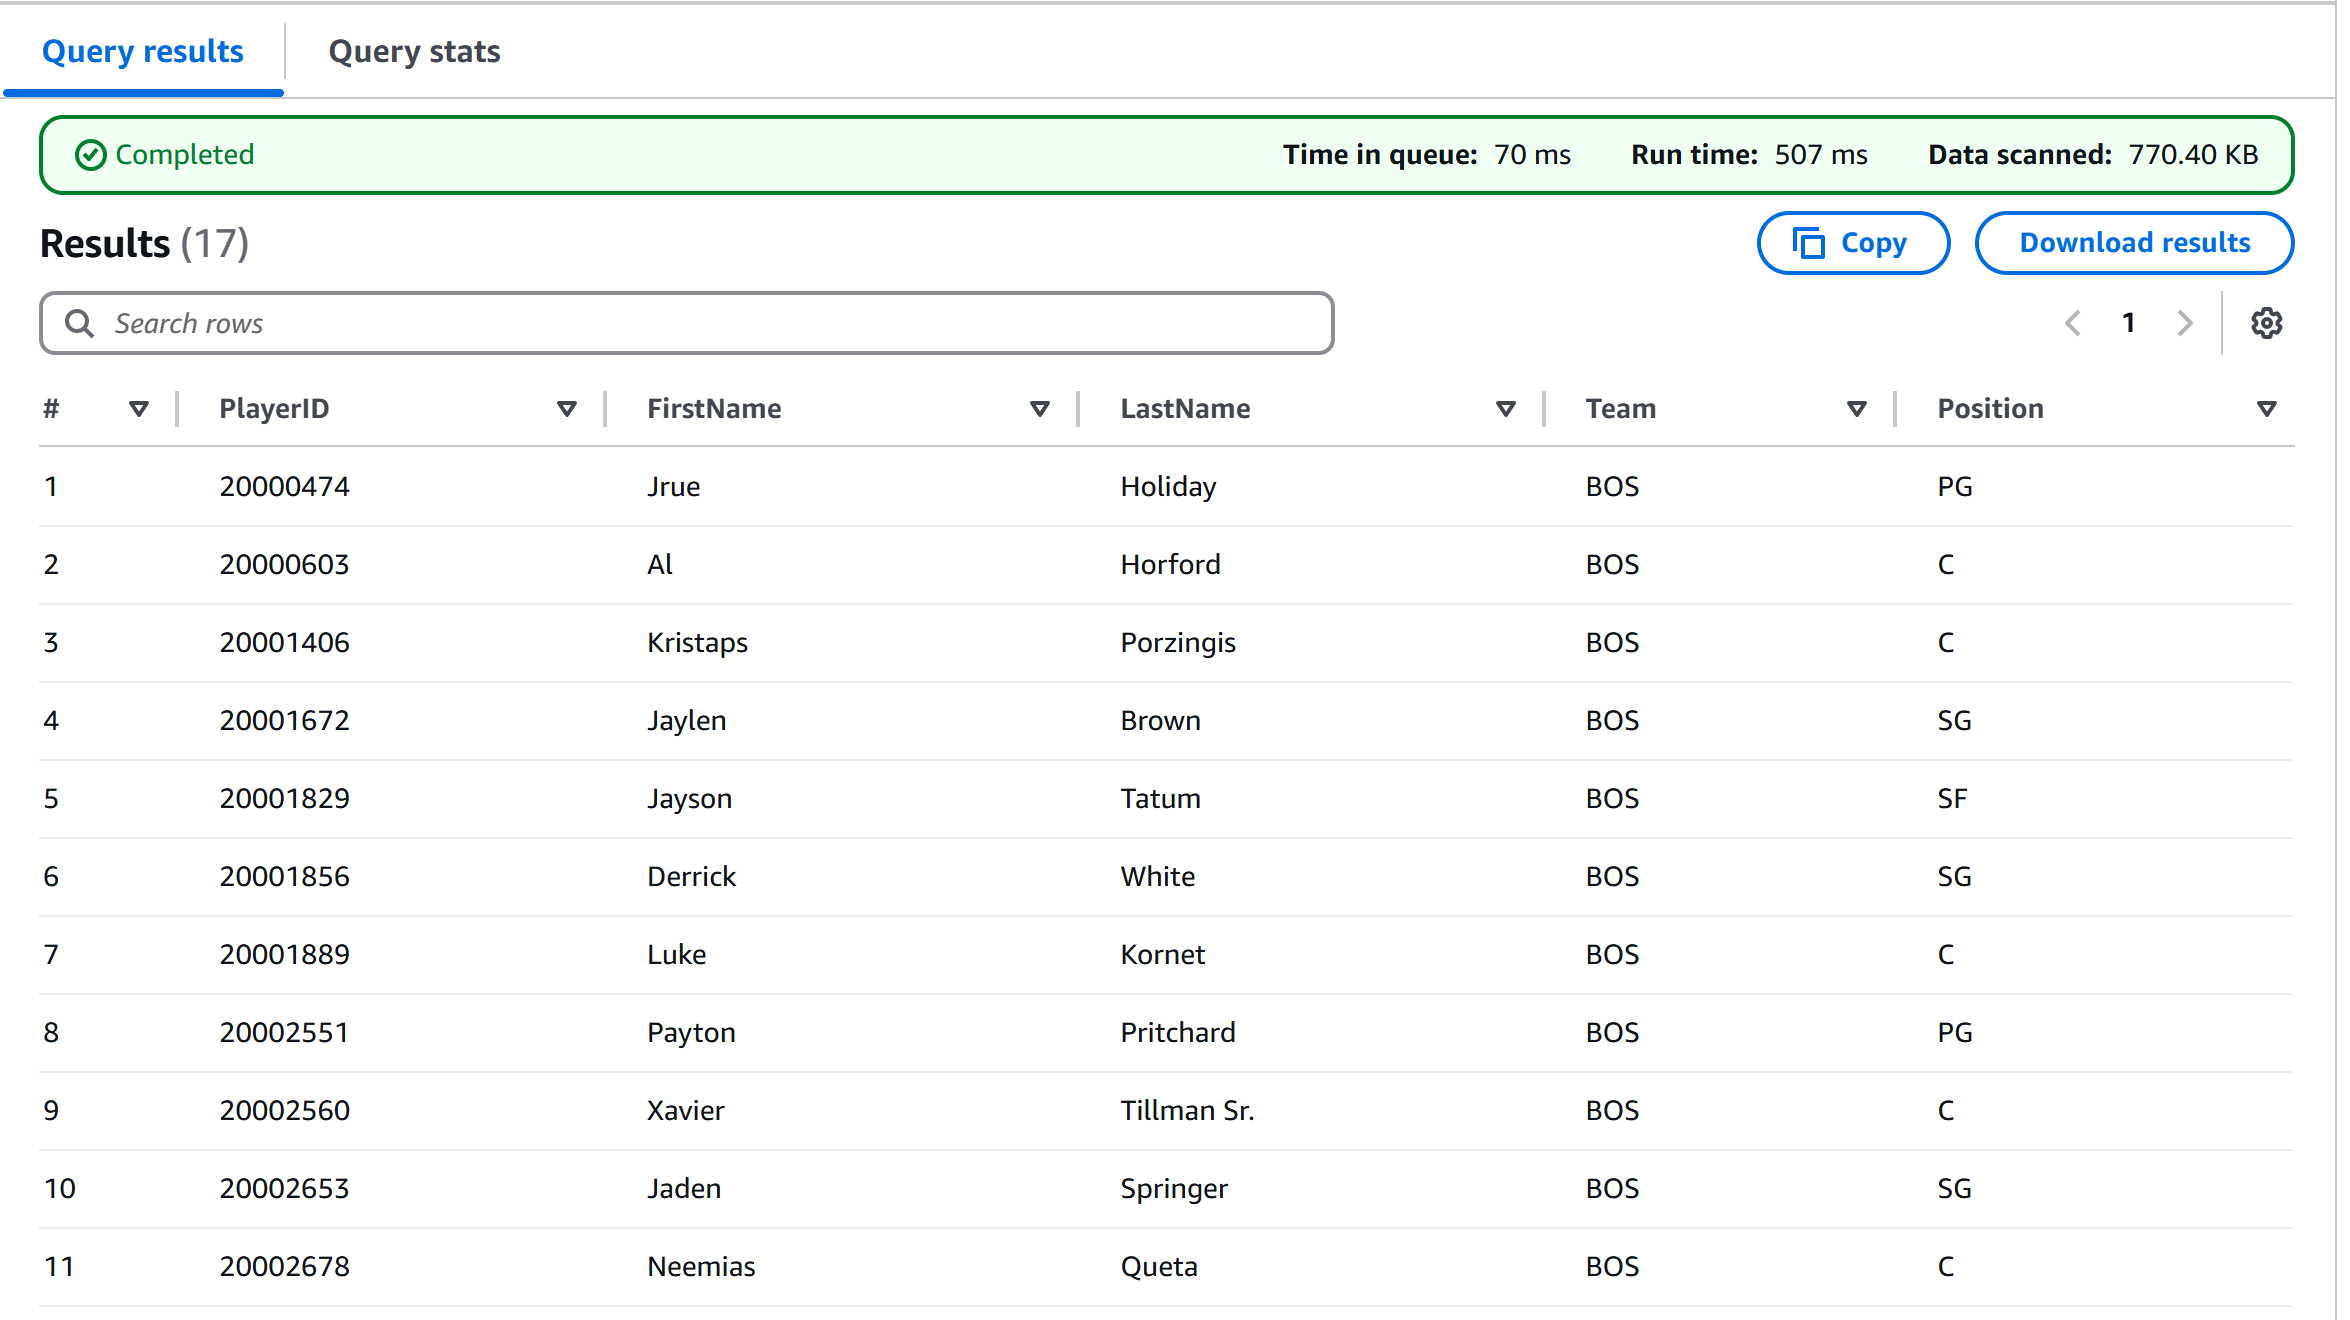 Query results Query stats
Completed Time in queue: 70 ms Run time: 507 ms Data scanned: 770.40 KB
Results (17) Copy Download results
Search rows 1
# PlayerID FirstName LastName Team Position
1 20000474 Jrue Holiday BOS PG
2 20000603 Al Horford BOS C
3 20001406 Kristaps Porzingis BOS C
4 20001672 Jaylen Brown BOS SG
5 20001829 Jayson Tatum BOS SF
6 20001856 Derrick White BOS SG
7 20001889 Luke Kornet BOS C
8 20002551 Payton Pritchard BOS PG
9 20002560 Xavier Tillman Sr. BOS C
10 20002653 Jaden Springer BOS SG
11 20002678 Neemias Queta BOS C